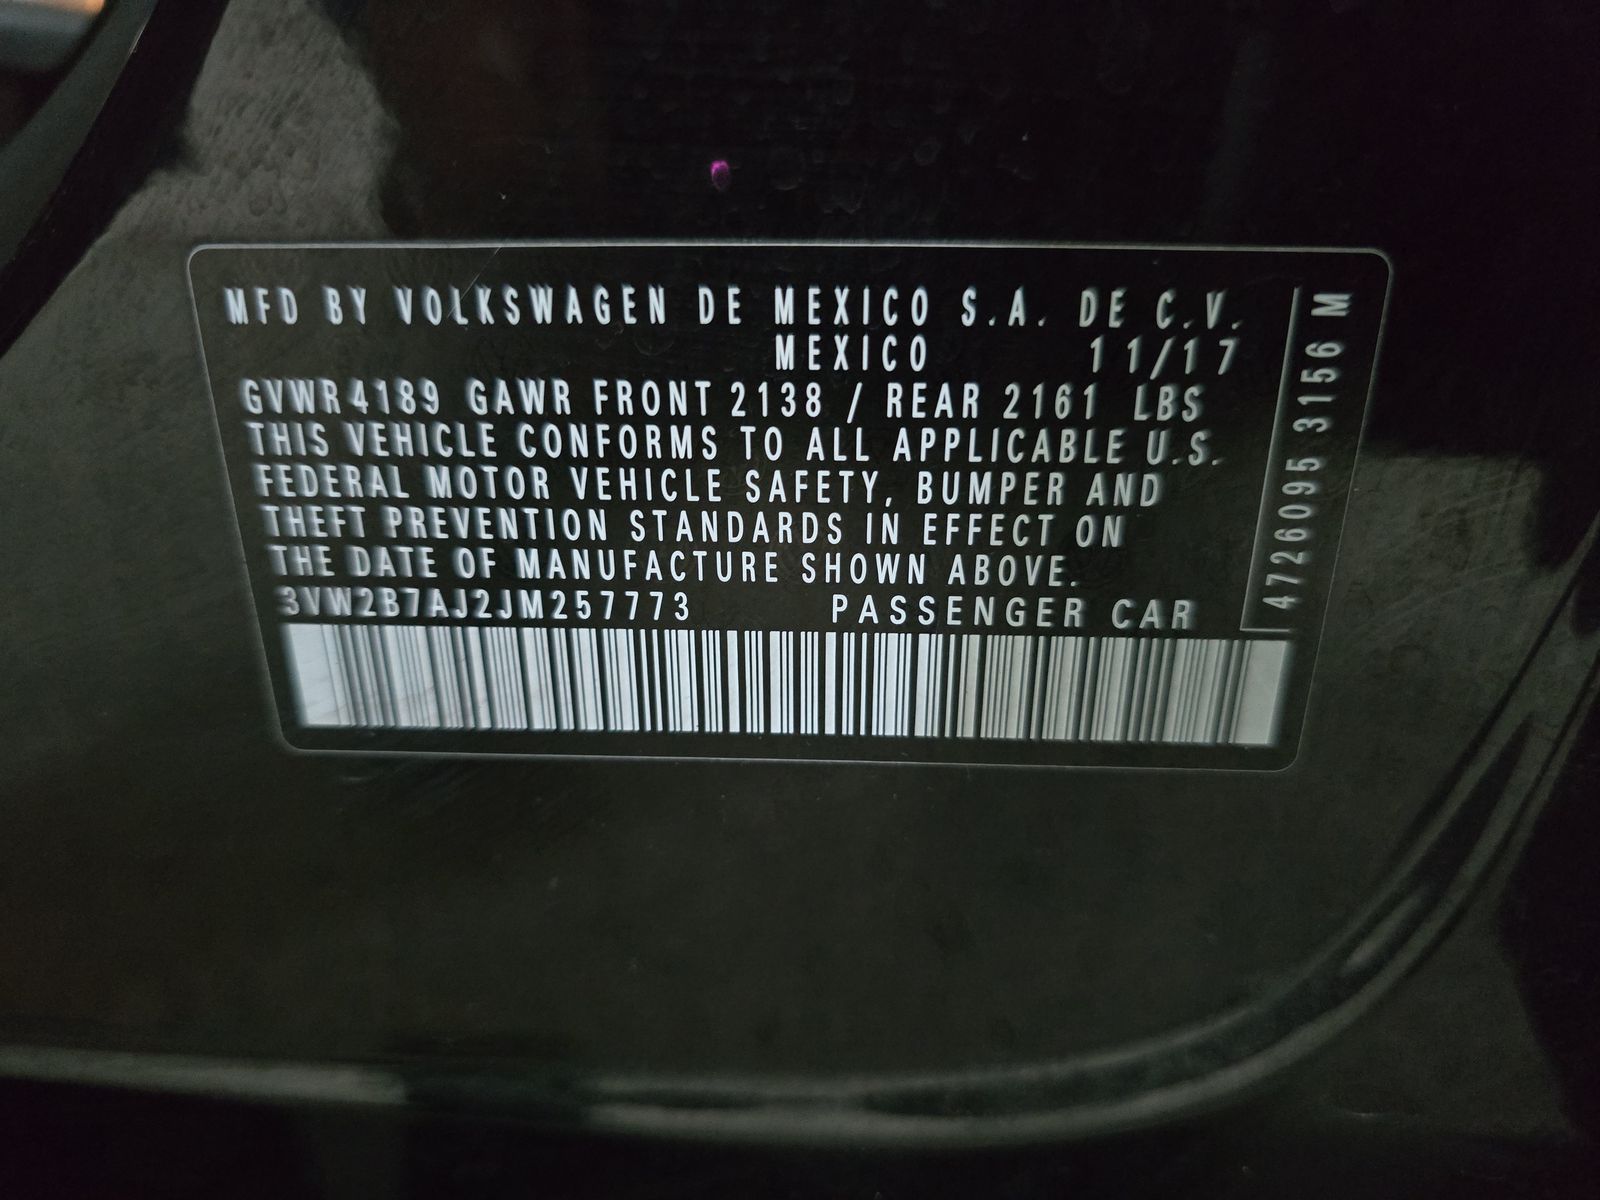 MFD BY VOLKSWAGEN DE MEXICO S.A. DE C.V.
MEXICO 11/17
GVWR4189 GAWR FRONT 2138 / REAR 2161 LBS
THIS VEHICLE CONFORMS TO ALL APPLICABLE U.S.
FEDERAL MOTOR VEHICLE SAFETY, BUMPER AND
THEFT PREVENTION STANDARDS IN EFFECT ON
THE DATE OF MANUFACTURE SHOWN ABOVE.
3VW2B7AJ2JM257773 PASSENGER CAR
4726095 3156 M